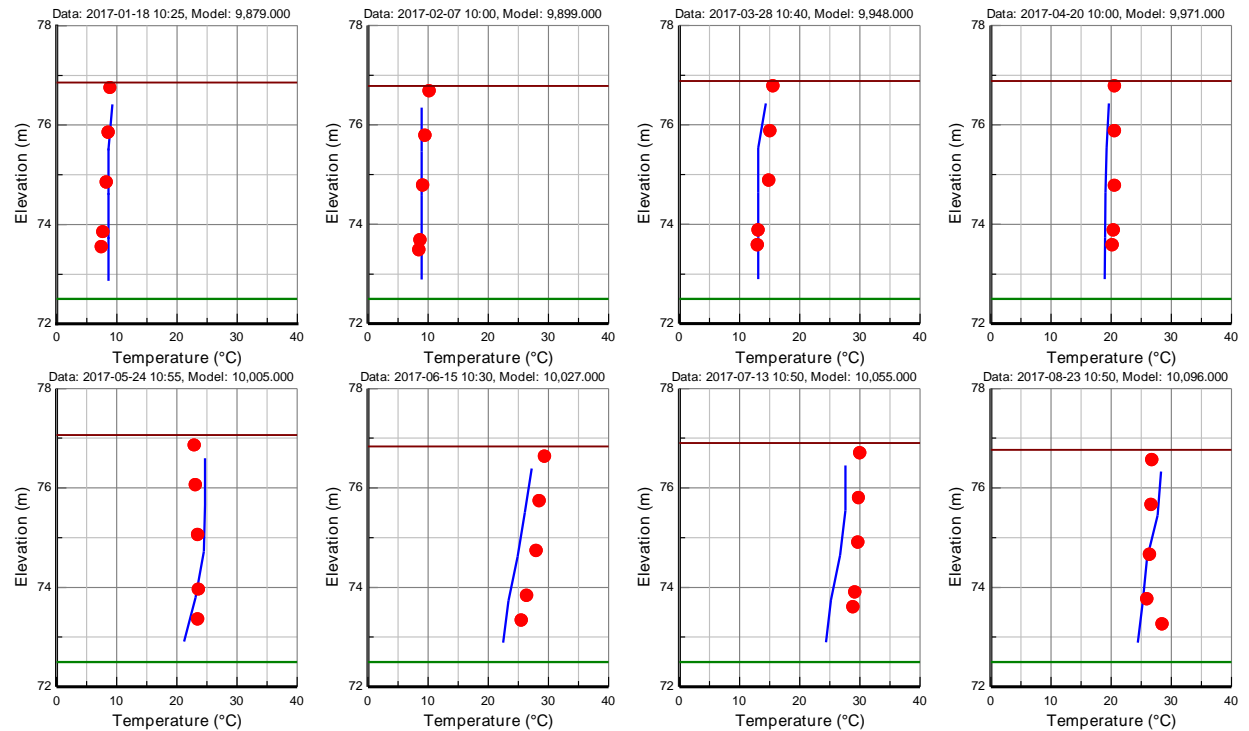 Data: 2017-01-18 10:25, Model: 9,879.000
78
76
74
72
Elevation (m)
0 10 20 30 40
Temperature (°C)
Data: 2017-02-07 10:00, Model: 9,899.000
78
76
74
72
Elevation (m)
0 10 20 30 40
Temperature (°C)
Data: 2017-03-28 10:40, Model: 9,948.000
78
76
74
72
Elevation (m)
0 10 20 30 40
Temperature (°C)
Data: 2017-04-20 10:00, Model: 9,971.000
78
76
74
72
Elevation (m)
0 10 20 30 40
Temperature (°C)
Data: 2017-05-24 10:55, Model: 10,005.000
78
76
74
72
Elevation (m)
0 10 20 30 40
Temperature (°C)
Data: 2017-06-15 10:30, Model: 10,027.000
78
76
74
72
Elevation (m)
0 10 20 30 40
Temperature (°C)
Data: 2017-07-13 10:50, Model: 10,055.000
78
76
74
72
Elevation (m)
0 10 20 30 40
Temperature (°C)
Data: 2017-08-23 10:50, Model: 10,096.000
78
76
74
72
Elevation (m)
0 10 20 30 40
Temperature (°C)